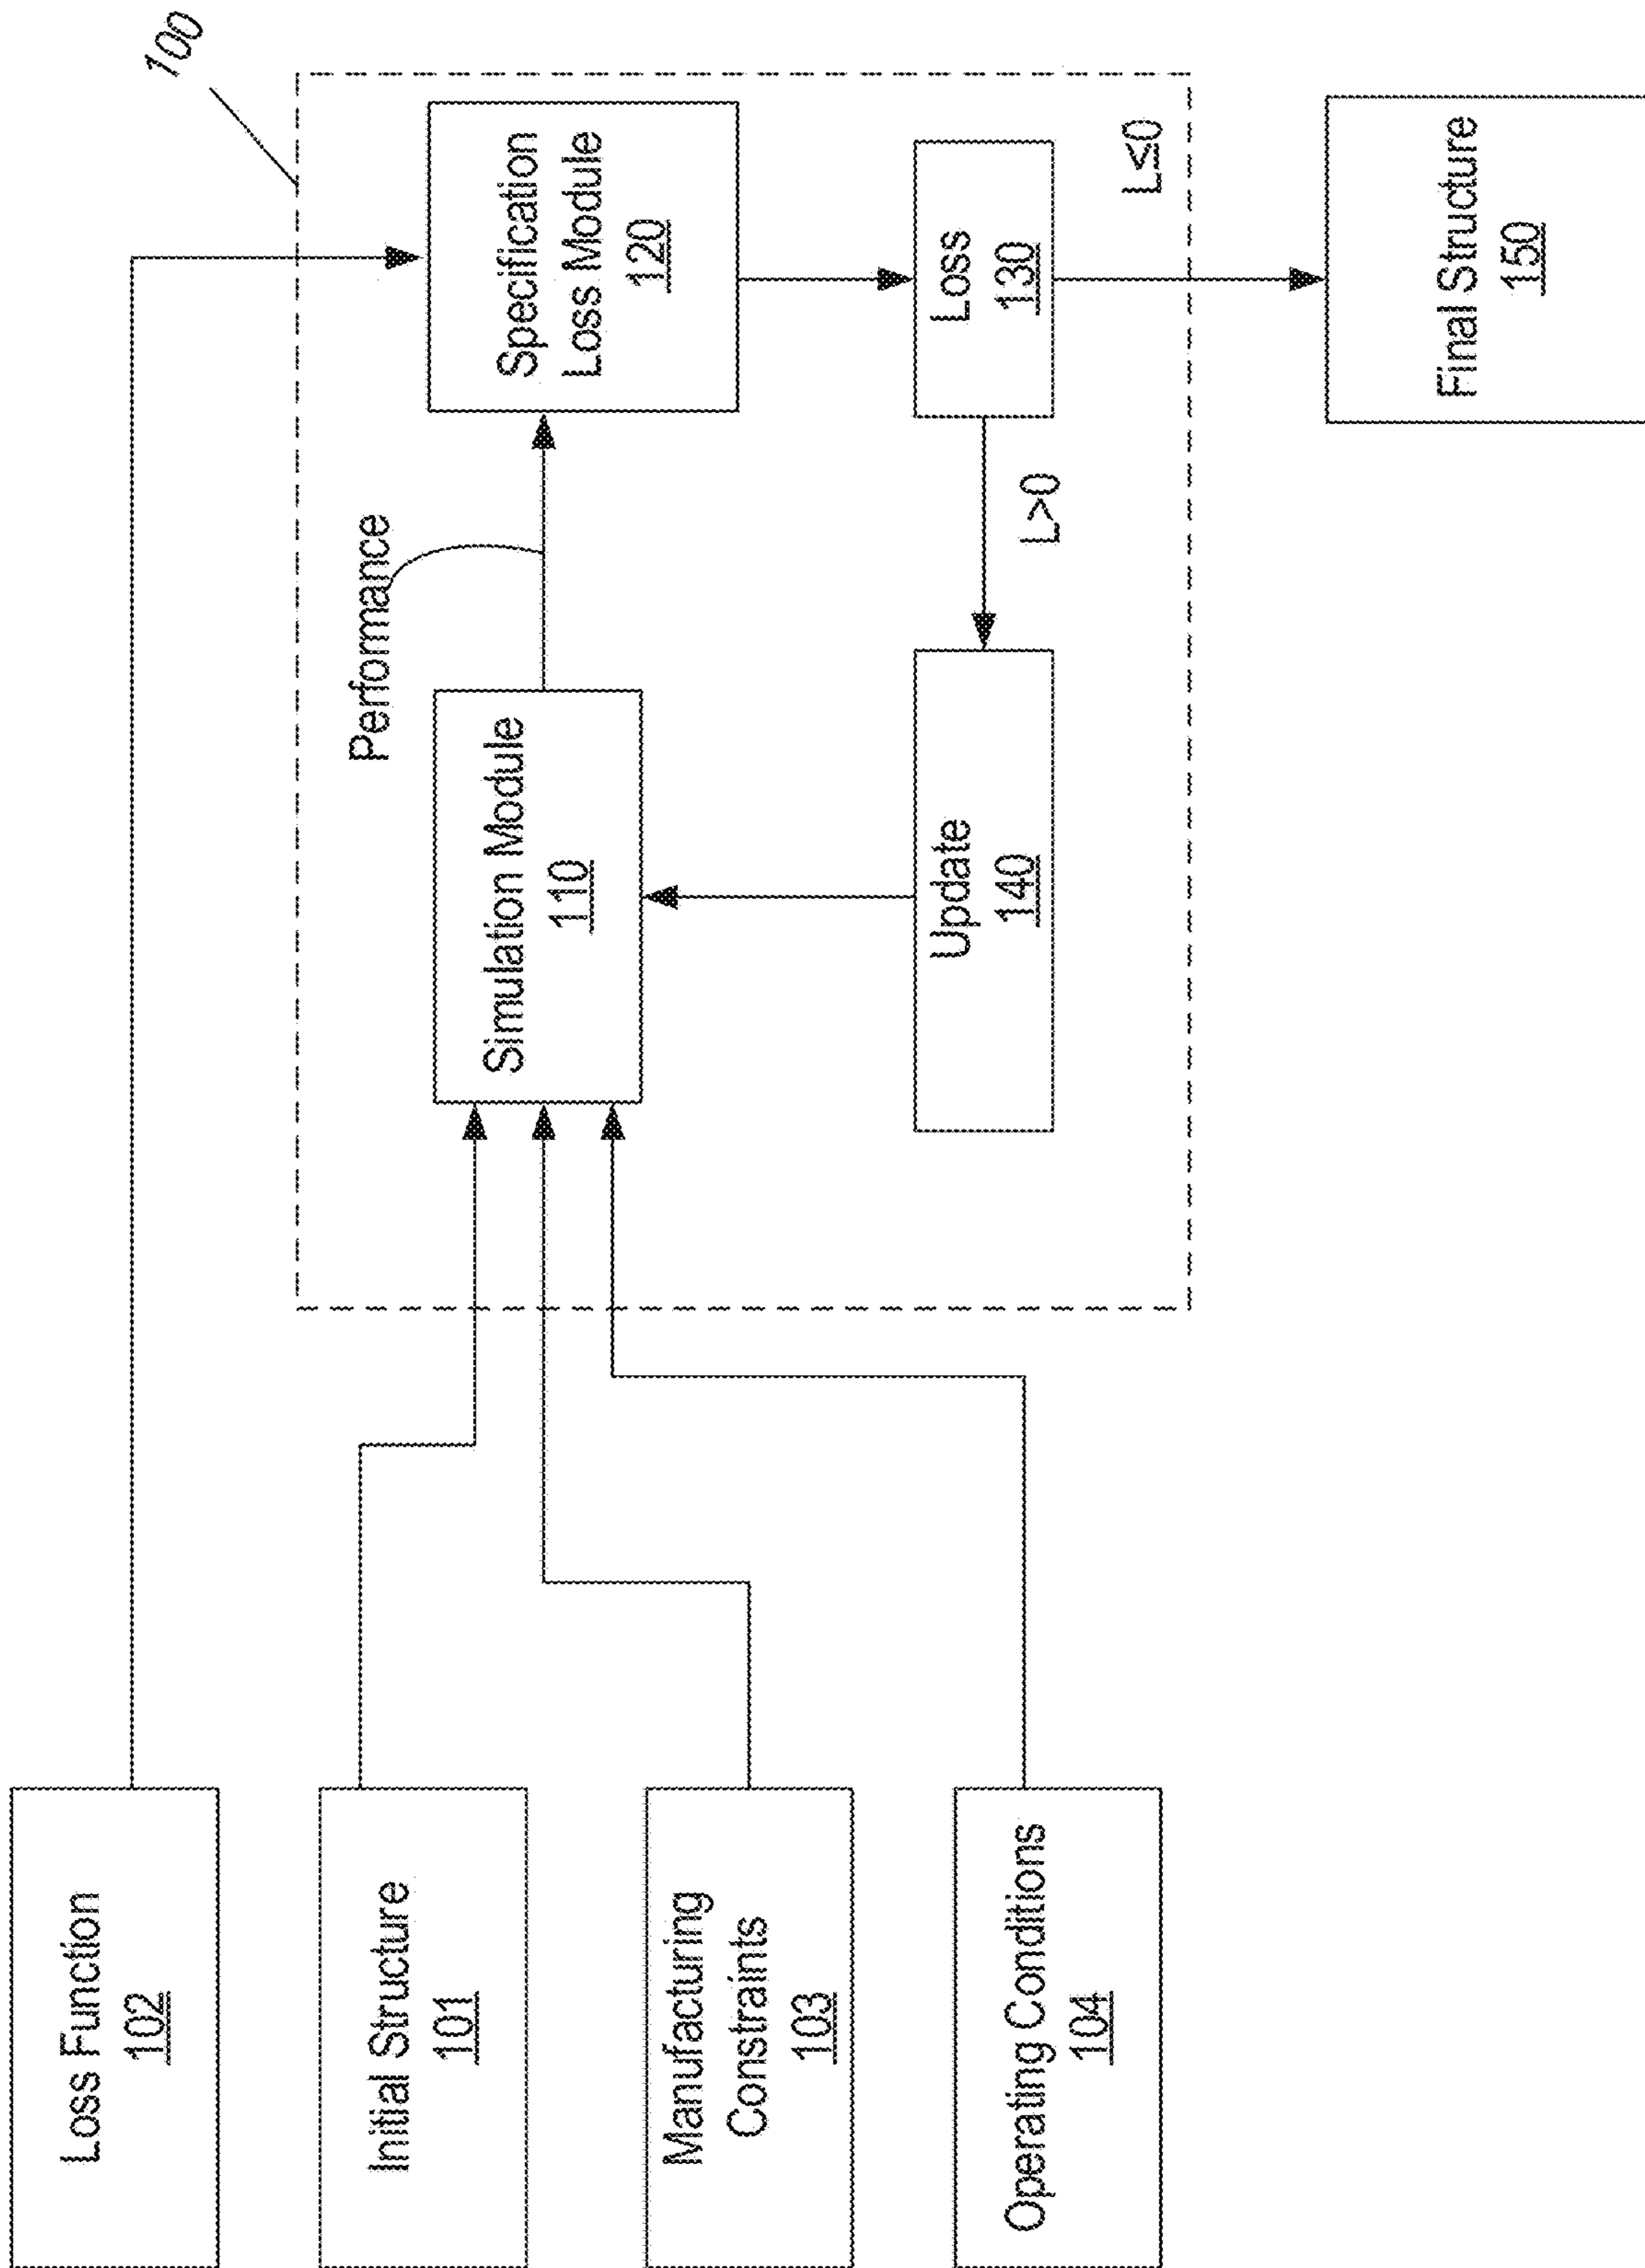 100
Loss Function
102
Initial Structure
101
Manufacturing
Constraints
103
Operating Conditions
104
Performance
Simulation Module
110
Specification
Loss Module
120
Update
140
L>0
Loss
130
L≤0
Final Structure
150